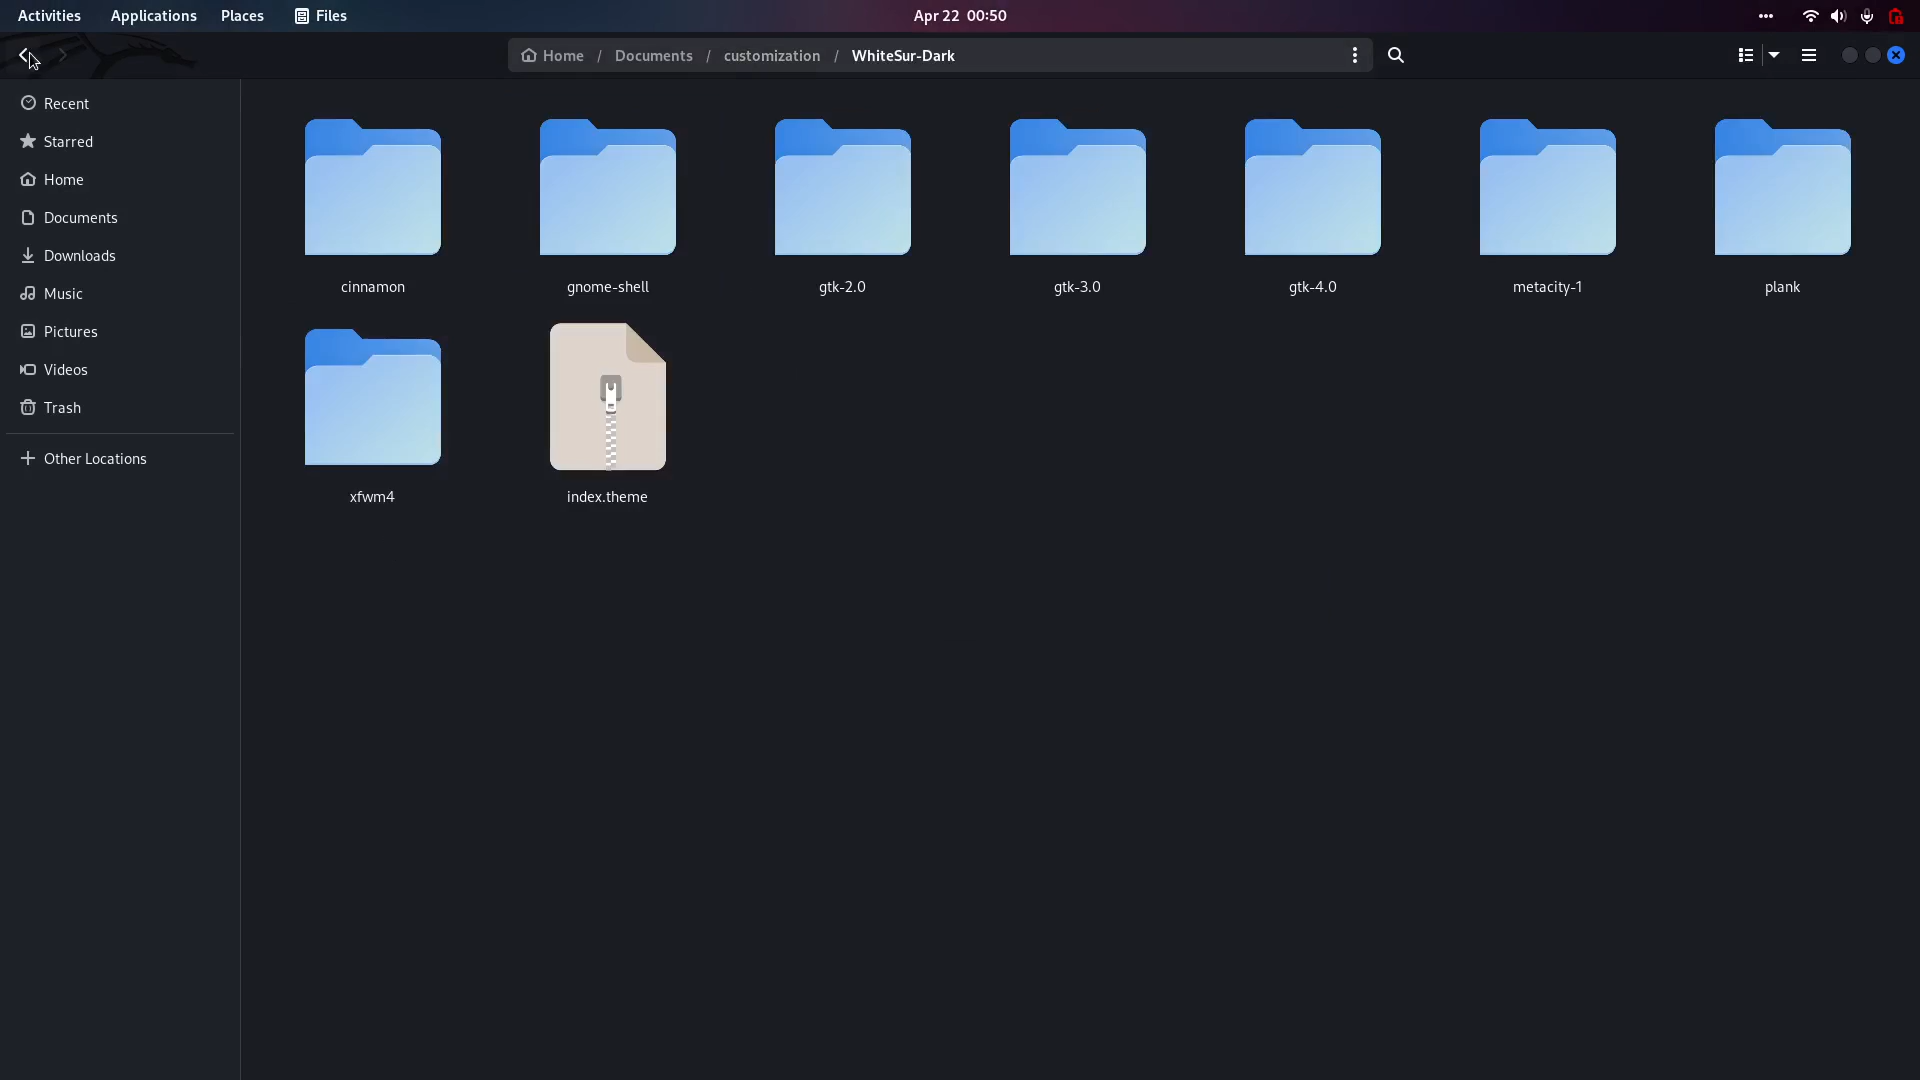 Activities Applications Places Files Apr 22 00:50
Home / Documents / customization / WhiteSur-Dark
Recent
Starred
Home
Documents
Downloads
Music
Pictures
Videos
Trash
Other Locations
cinnamon gnome-shell gtk-2.0 gtk-3.0 gtk-4.0 metacity-1 plank
xfwm4 index.theme